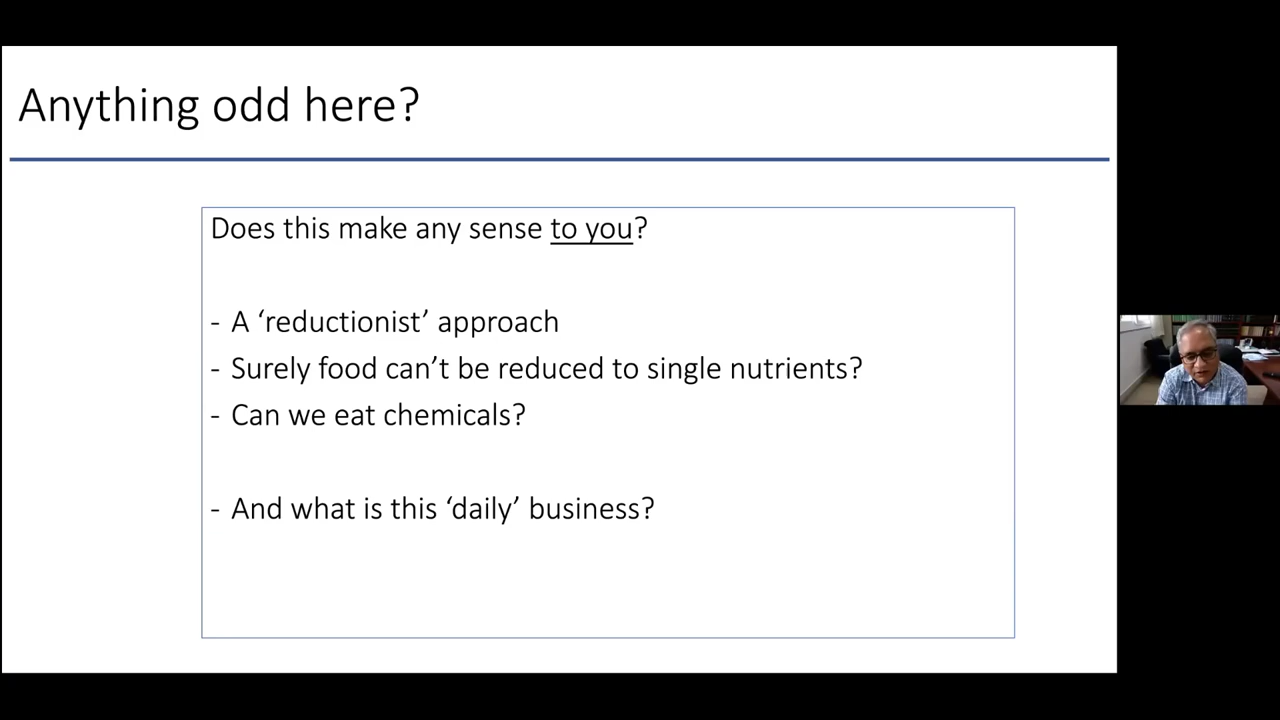 Anything odd here?
Does this make any sense to you?
- A ‘reductionist’ approach
- Surely food can’t be reduced to single nutrients?
- Can we eat chemicals?
- And what is this ‘daily’ business?